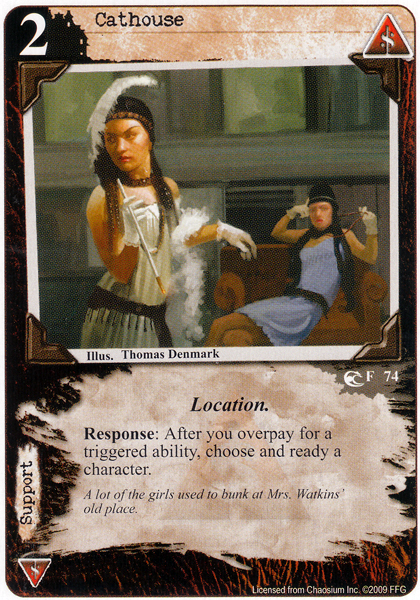 2
Cathouse
Illus. Thomas Denmark
F 74
Location.
Response: After you overpay for a
triggered ability, choose and ready a
character.
A lot of the girls used to bunk at Mrs. Watkins'
old place.
Support
Licensed from Chaosium Inc. ©2009 FFG